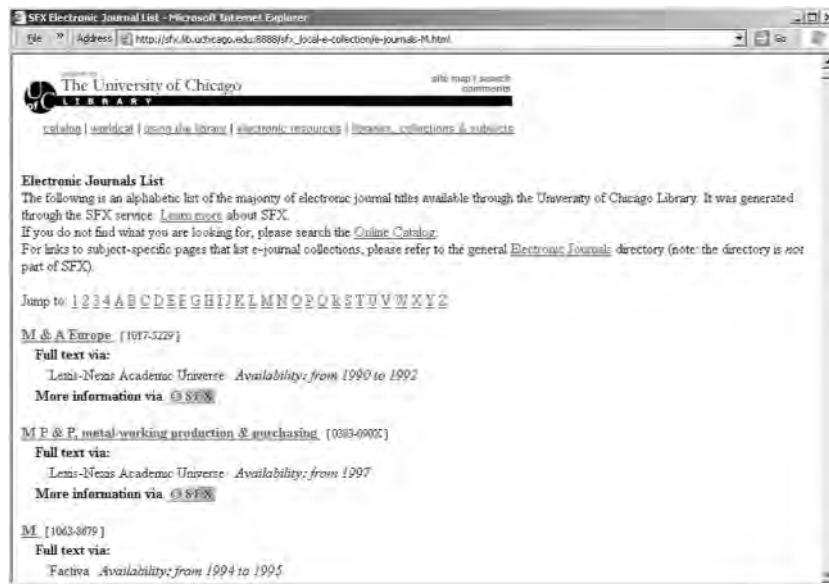 SFX Electronic Journal List - Microsoft Internet Explorer
File » Address http://sfx.lib.uchicago.edu:8888/sfx_local-e-collection/e-journals-M.html Go
The University of Chicago
LIBRARY
site map | search
comments
catalog | worldcat | using the library | electronic resources | libraries, collections & subjects
Electronic Journals List
The following is an alphabetic list of the majority of electronic journal titles available through the University of Chicago Library. It was generated
through the SFX service. Learn more about SFX.
If you do not find what you are looking for, please search the Online Catalog.
For links to subject-specific pages that list e-journal collections, please refer to the general Electronic Journals directory (note: the directory is not
part of SFX).
Jump to: 1 2 3 4 A B C D E F G H I J K L M N O P Q R S T U V W X Y Z
M & A Europe [1017-3229]
Full text via:
Lexis-Nexis Academic Universe Availability: from 1990 to 1992
More information via SFX
M P & P, metal-working production & purchasing [0383-090X]
Full text via:
Lexis-Nexis Academic Universe Availability: from 1997
More information via SFX
M [1063-8679]
Full text via:
Factiva Availability: from 1994 to 1995